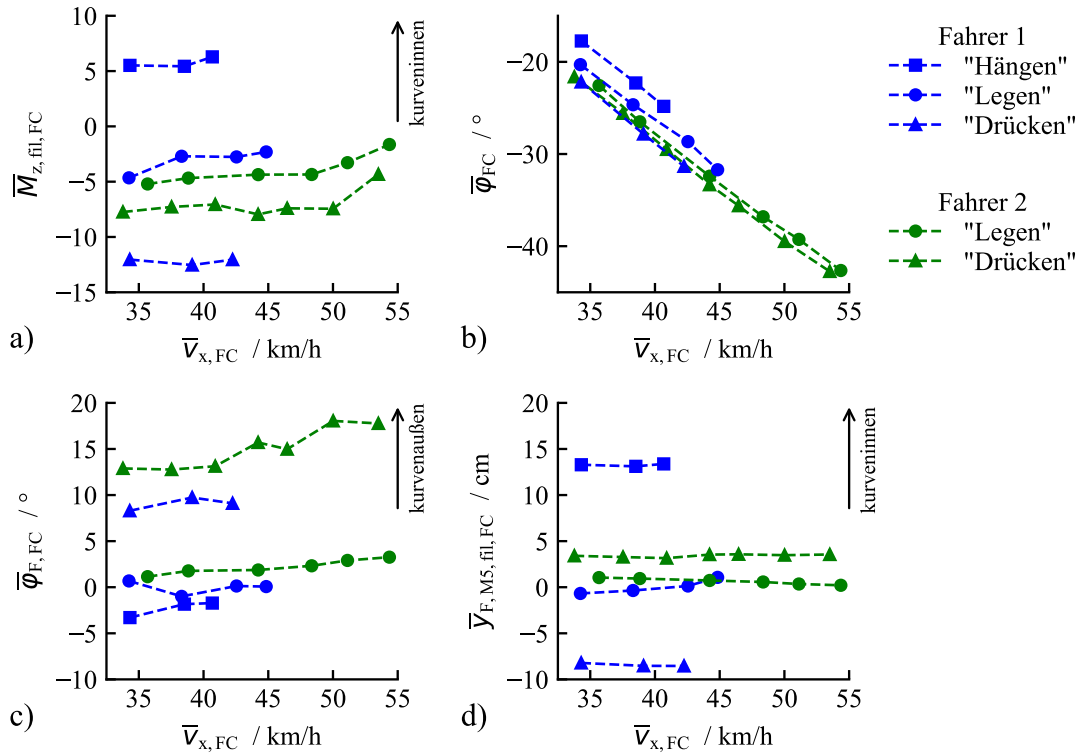 15
10
5
0
−5
−10
−15
35 40 45 50 55
M̅z,fil,FC
v̅x,FC / km/h
kurveninnen
a)
−20
−30
−40
35 40 45 50 55
φ̅FC / °
v̅x,FC / km/h
b)
Fahrer 1
"Hängen"
"Legen"
"Drücken"
Fahrer 2
"Legen"
"Drücken"
20
15
10
5
0
−5
−10
35 40 45 50 55
φ̅F,FC / °
v̅x,FC / km/h
kurvenaußen
c)
20
15
10
5
0
−5
−10
35 40 45 50 55
y̅F,M5,fil,FC / cm
v̅x,FC / km/h
kurveninnen
d)